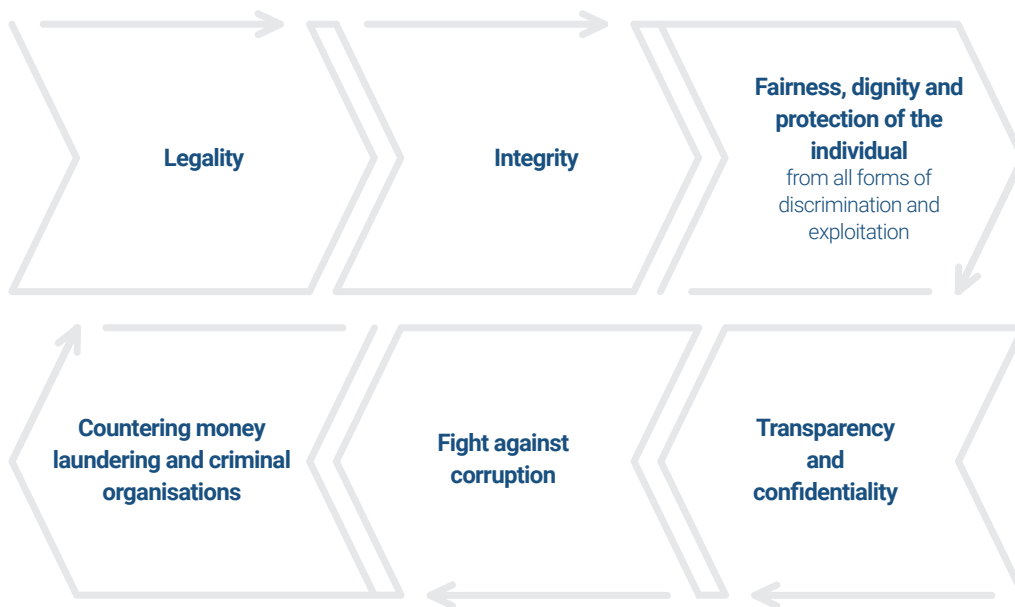 Legality
Integrity
Fairness, dignity and
protection of the
individual
from all forms of
discrimination and
exploitation
Countering money
laundering and criminal
organisations
Fight against
corruption
Transparency
and
confidentiality